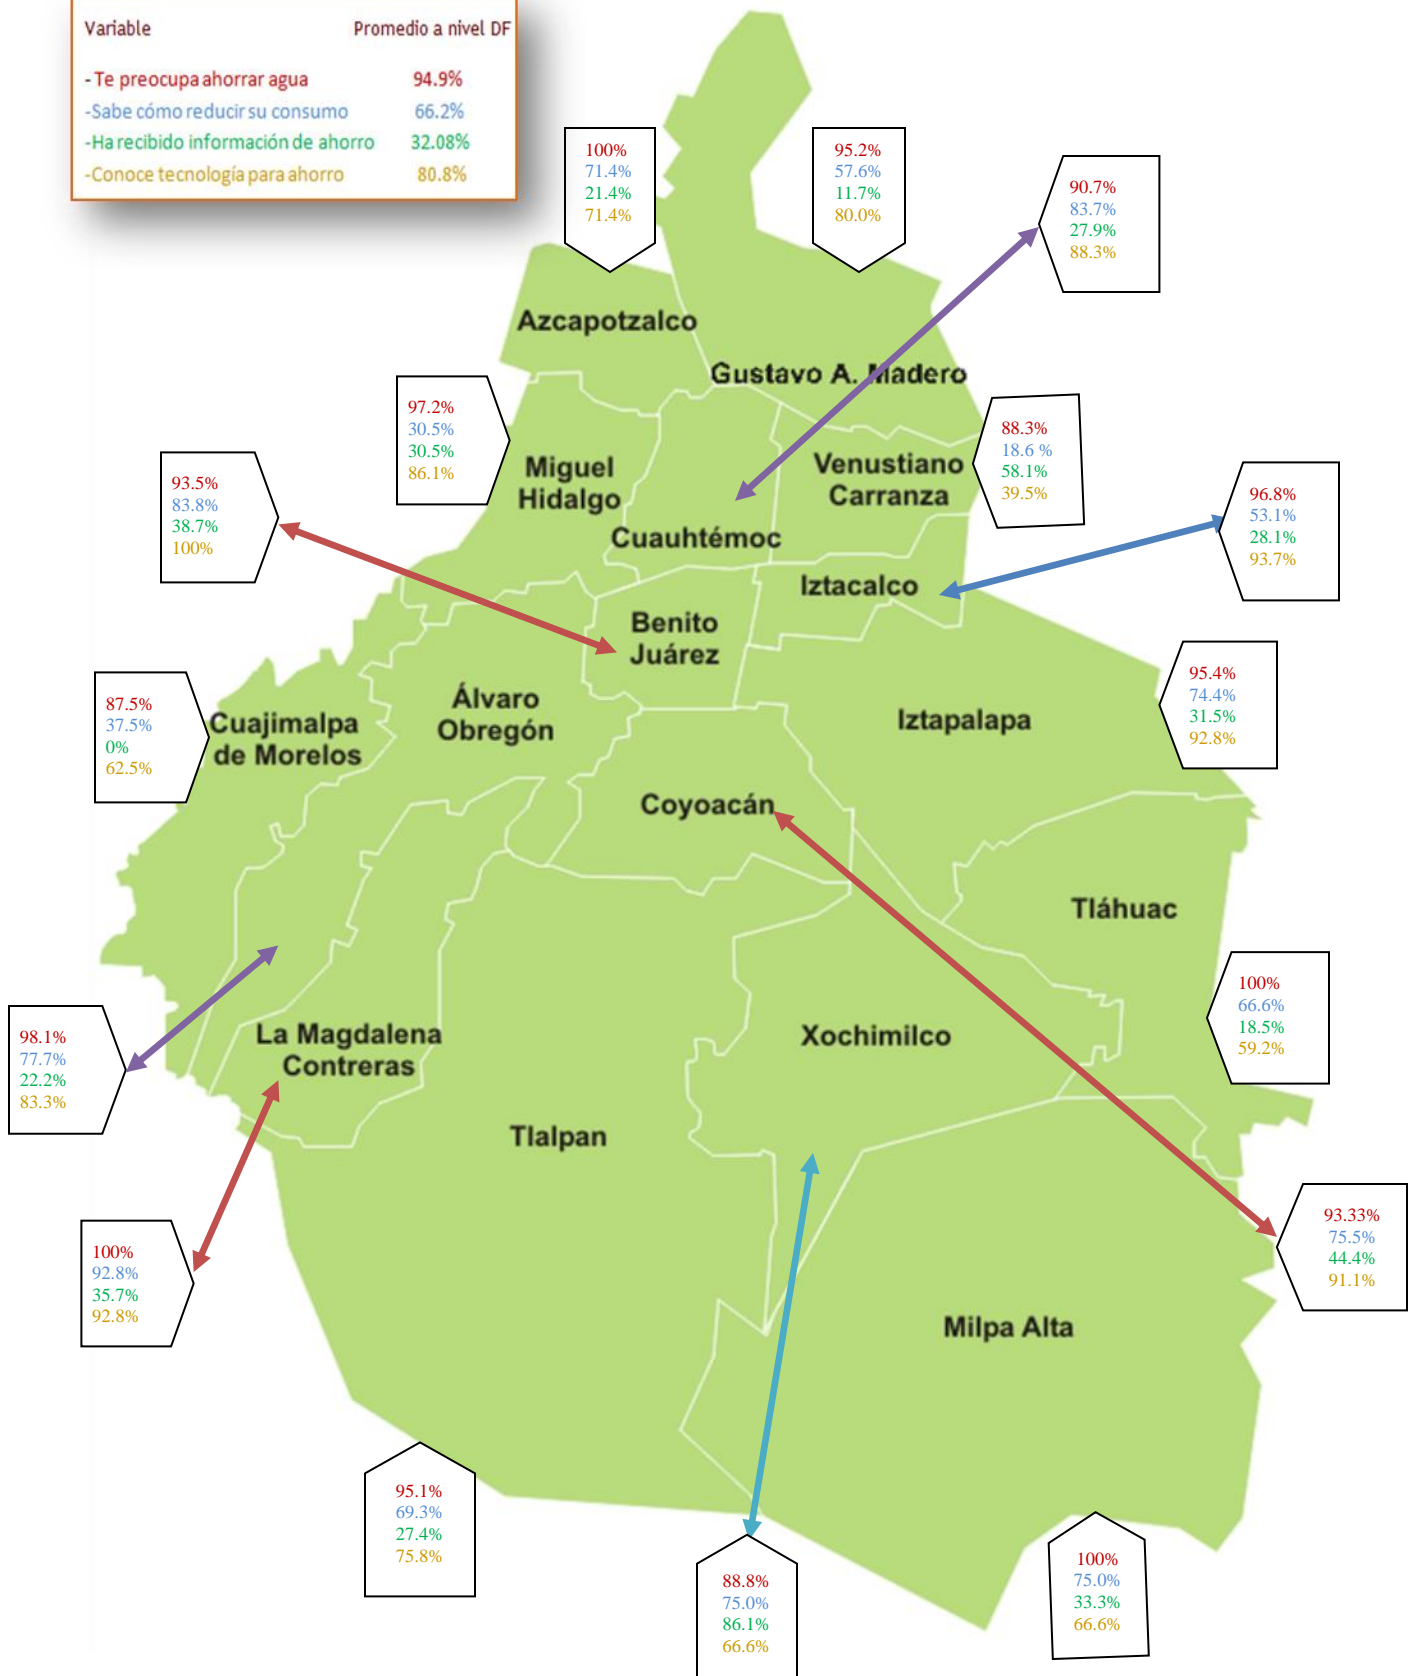 Variable Promedio a nivel DF
- Te preocupa ahorrar agua 94.9%
-Sabe cómo reducir su consumo 66.2%
-Ha recibido información de ahorro 32.08%
-Conoce tecnología para ahorro 80.8%
100%
71.4%
21.4%
71.4%
95.2%
57.6%
11.7%
80.0%
90.7%
83.7%
27.9%
88.3%
Azcapotzalco
Gustavo A. Madero
97.2%
30.5%
30.5%
86.1%
88.3%
18.6 %
58.1%
39.5%
Miguel
Hidalgo
Venustiano
Carranza
93.5%
83.8%
38.7%
100%
96.8%
53.1%
28.1%
93.7%
Cuauhtémoc
Iztacalco
Benito
Juárez
87.5%
37.5%
0%
62.5%
Cuajimalpa
de Morelos
Álvaro
Obregón
Iztapalapa
95.4%
74.4%
31.5%
92.8%
Coyoacán
Tláhuac
100%
66.6%
18.5%
59.2%
98.1%
77.7%
22.2%
83.3%
La Magdalena
Contreras
Xochimilco
Tlalpan
100%
92.8%
35.7%
92.8%
93.33%
75.5%
44.4%
91.1%
Milpa Alta
95.1%
69.3%
27.4%
75.8%
88.8%
75.0%
86.1%
66.6%
100%
75.0%
33.3%
66.6%